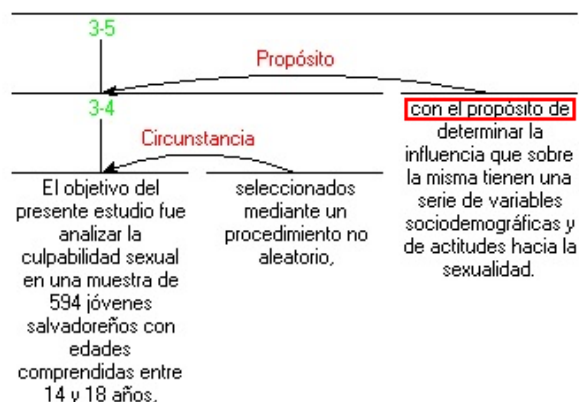 3-5
Propósito
3-4
Circunstancia
El objetivo del
presente estudio fue
analizar la
culpabilidad sexual
en una muestra de
594 jóvenes
salvadoreños con
edades
comprendidas entre
14 y 18 años,
seleccionados
mediante un
procedimiento no
aleatorio,
con el propósito de
determinar la
influencia que sobre
la misma tienen una
serie de variables
sociodemográficas y
de actitudes hacia la
sexualidad.